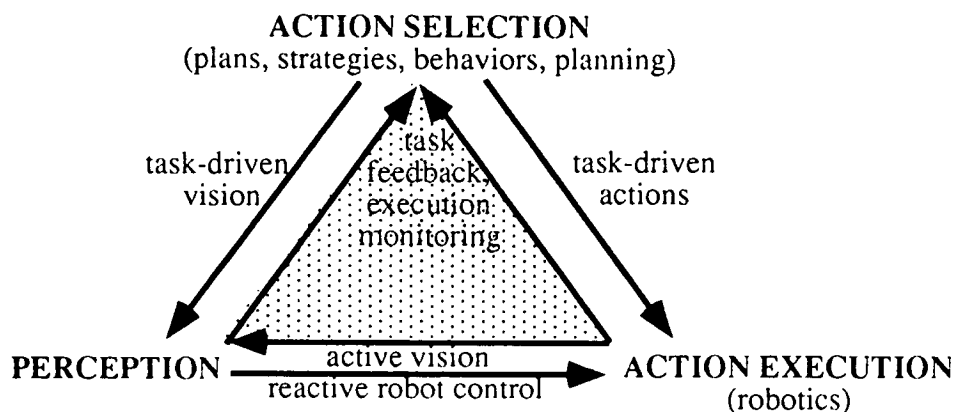 ACTION SELECTION
(plans, strategies, behaviors, planning)
task-driven
vision
task
feedback,
execution
monitoring
task-driven
actions
PERCEPTION
active vision
reactive robot control
ACTION EXECUTION
(robotics)